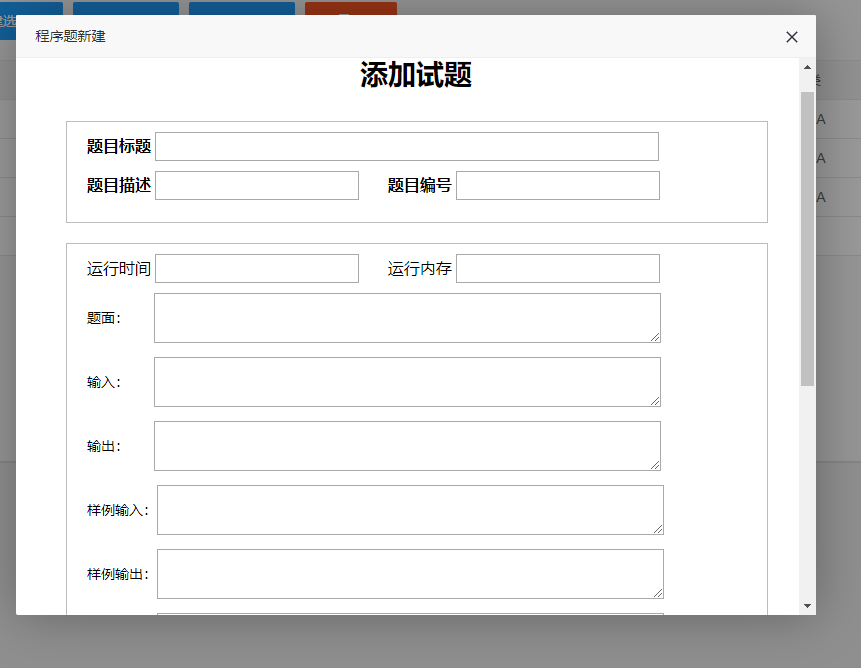 选
程序题新建
添加试题
类
题目标题
A
题目描述 题目编号
A
A
运行时间 运行内存
题面：
输入：
输出：
样例输入：
样例输出：